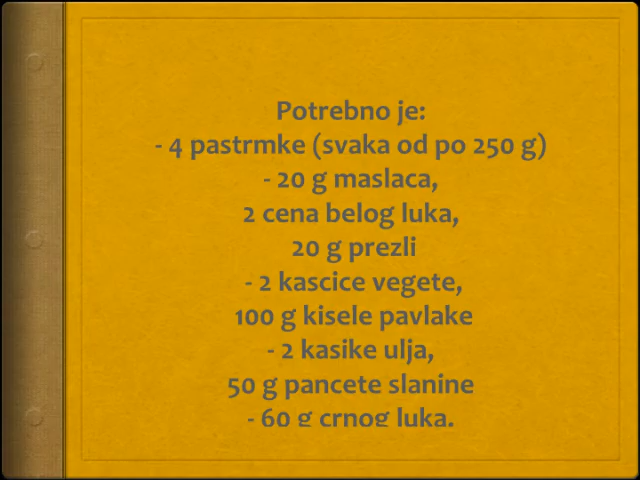 Potrebno je:
- 4 pastrmke (svaka od po 250 g)
- 20 g maslaca,
2 cena belog luka,
20 g prezli
- 2 kascice vegete,
100 g kisele pavlake
- 2 kasike ulja,
50 g pancete slanine
- 60 g crnog luka.